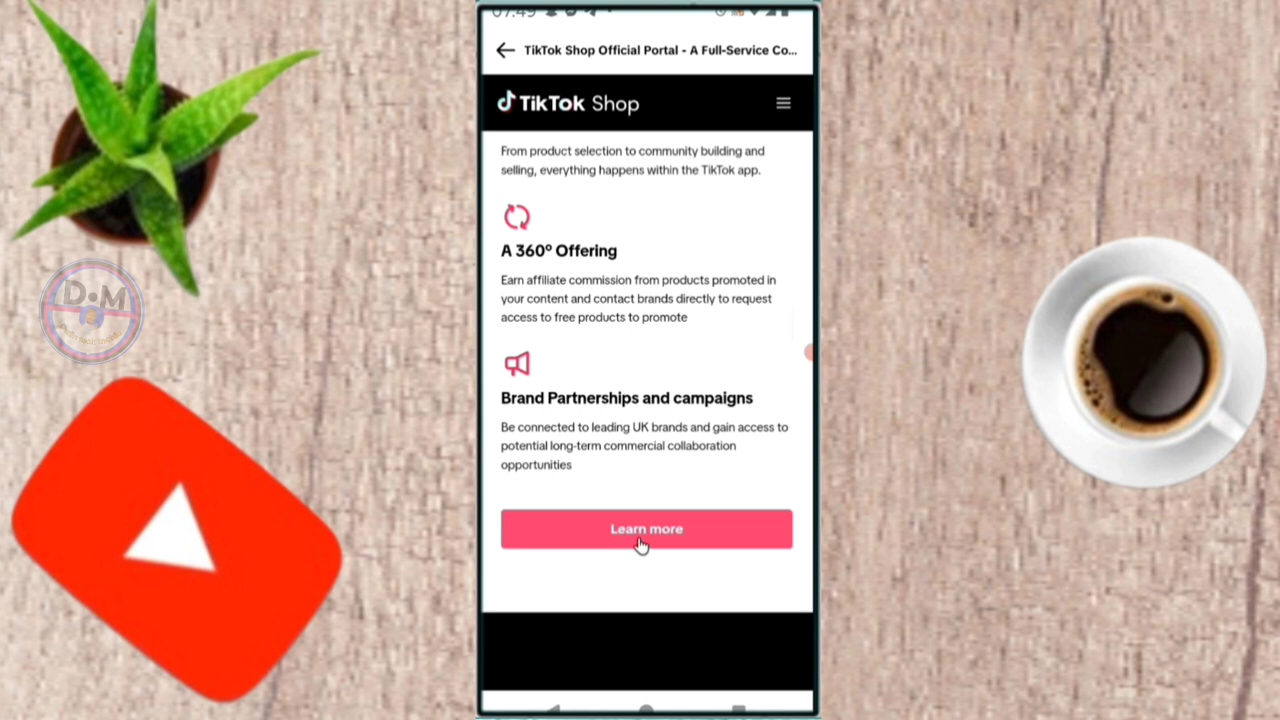 07:49
TikTok Shop Official Portal - A Full-Service Co...
TikTok Shop
From product selection to community building and
selling, everything happens within the TikTok app.
A 360° Offering
Earn affiliate commission from products promoted in
your content and contact brands directly to request
access to free products to promote
Brand Partnerships and campaigns
Be connected to leading UK brands and gain access to
potential long-term commercial collaboration
opportunities
Learn more
D•M